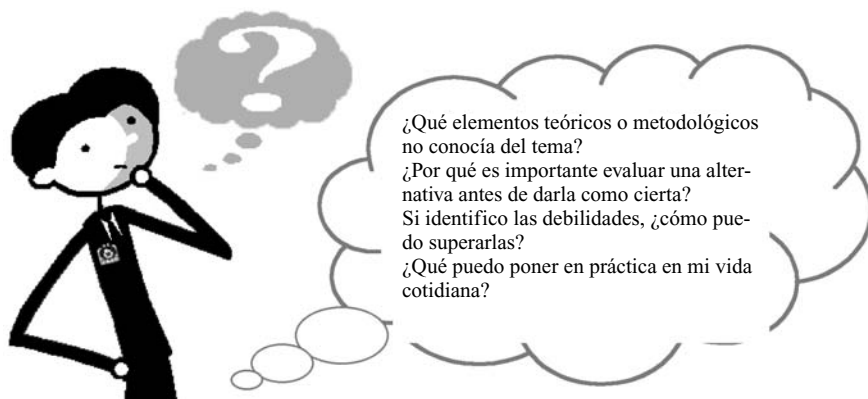 ?
¿Qué elementos teóricos o metodológicos
no conocía del tema?
¿Por qué es importante evaluar una alter-
nativa antes de darla como cierta?
Si identifico las debilidades, ¿cómo pue-
do superarlas?
¿Qué puedo poner en práctica en mi vida
cotidiana?